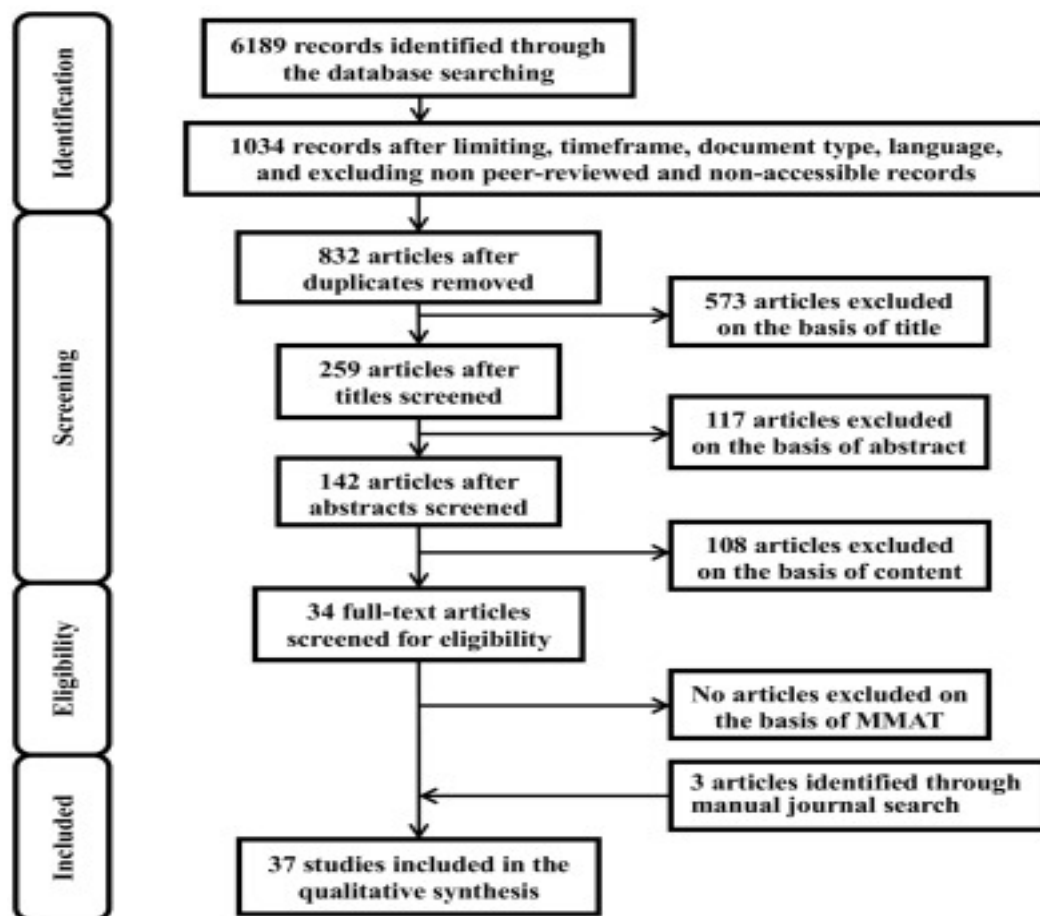 Identification
6189 records identified through
the database searching
1034 records after limiting, timeframe, document type, language,
and excluding non peer-reviewed and non-accessible records
Screening
832 articles after
duplicates removed
573 articles excluded
on the basis of title
259 articles after
titles screened
117 articles excluded
on the basis of abstract
142 articles after
abstracts screened
108 articles excluded
on the basis of content
Eligibility
34 full-text articles
screened for eligibility
No articles excluded on
the basis of MMAT
Included
3 articles identified through
manual journal search
37 studies included in the
qualitative synthesis